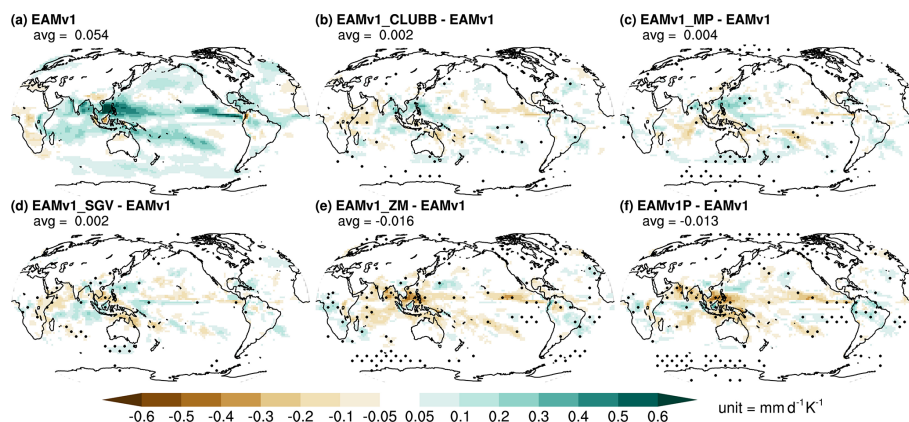 (a) EAMv1
avg = 0.054
(b) EAMv1_CLUBB - EAMv1
avg = 0.002
(c) EAMv1_MP - EAMv1
avg = 0.004
(d) EAMv1_SGV - EAMv1
avg = 0.002
(e) EAMv1_ZM - EAMv1
avg = -0.016
(f) EAMv1P - EAMv1
avg = -0.013
-0.6 -0.5 -0.4 -0.3 -0.2 -0.1 -0.05 0.05 0.1 0.2 0.3 0.4 0.5 0.6
unit = mm d⁻¹K⁻¹